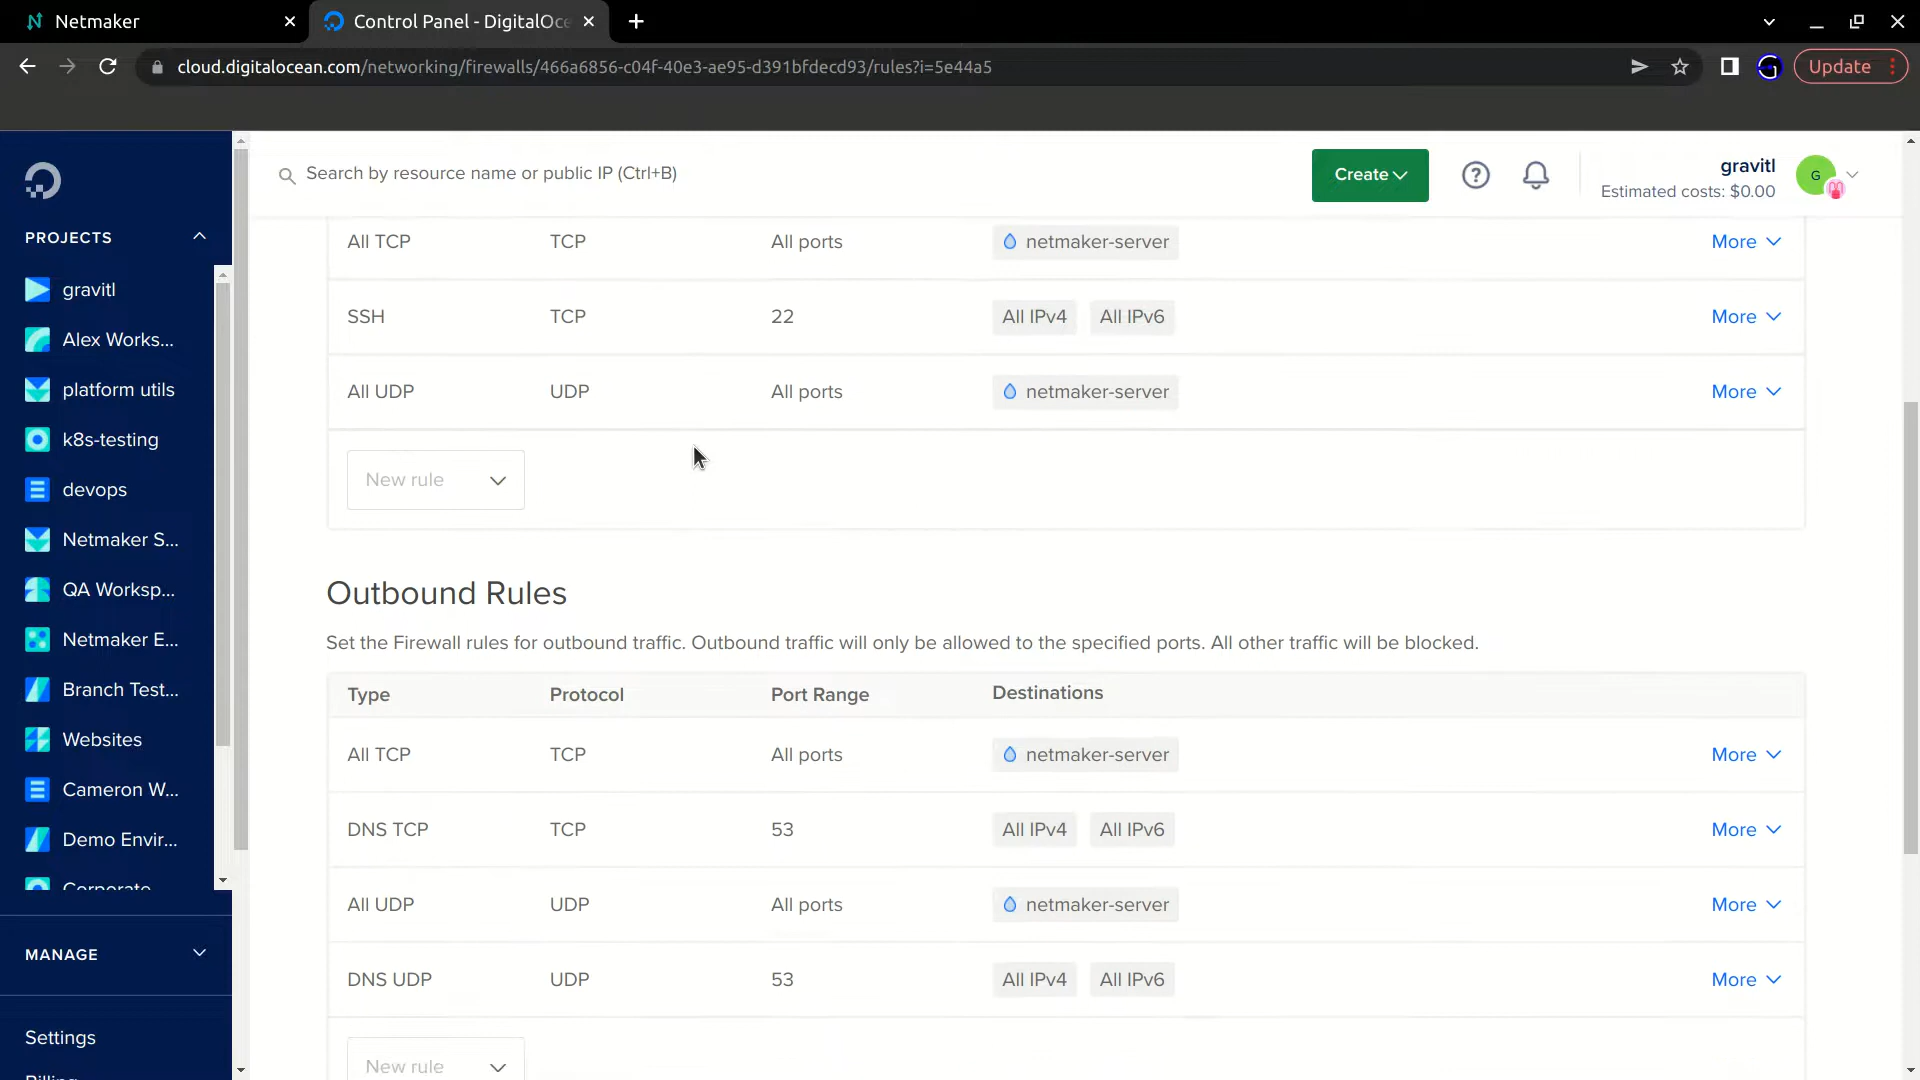 Netmaker
Control Panel - DigitalOce
cloud.digitalocean.com/networking/firewalls/466a6856-c04f-40e3-ae95-d391bfdecd93/rules?i=5e44a5
Update
Search by resource name or public IP (Ctrl+B)
Create
gravitl
Estimated costs: $0.00
G
PROJECTS
gravitl
Alex Works...
platform utils
k8s-testing
devops
Netmaker S...
QA Worksp...
Netmaker E...
Branch Test...
Websites
Cameron W...
Demo Envir...
Corporate
MANAGE
Settings
Billing
All TCP TCP All ports netmaker-server More
SSH TCP 22 All IPv4 All IPv6 More
All UDP UDP All ports netmaker-server More
New rule
Outbound Rules
Set the Firewall rules for outbound traffic. Outbound traffic will only be allowed to the specified ports. All other traffic will be blocked.
Type Protocol Port Range Destinations
All TCP TCP All ports netmaker-server More
DNS TCP TCP 53 All IPv4 All IPv6 More
All UDP UDP All ports netmaker-server More
DNS UDP UDP 53 All IPv4 All IPv6 More
New rule